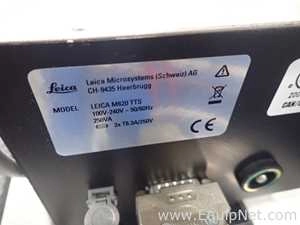 Leica
Leica Microsystems (Schweiz) AG
CH-9435 Heerbrugg
MODEL LEICA M620 TTS
100V-240V~50/60Hz
250VA
2x T6.3A/250V
CAN/
www.EquipNet.com